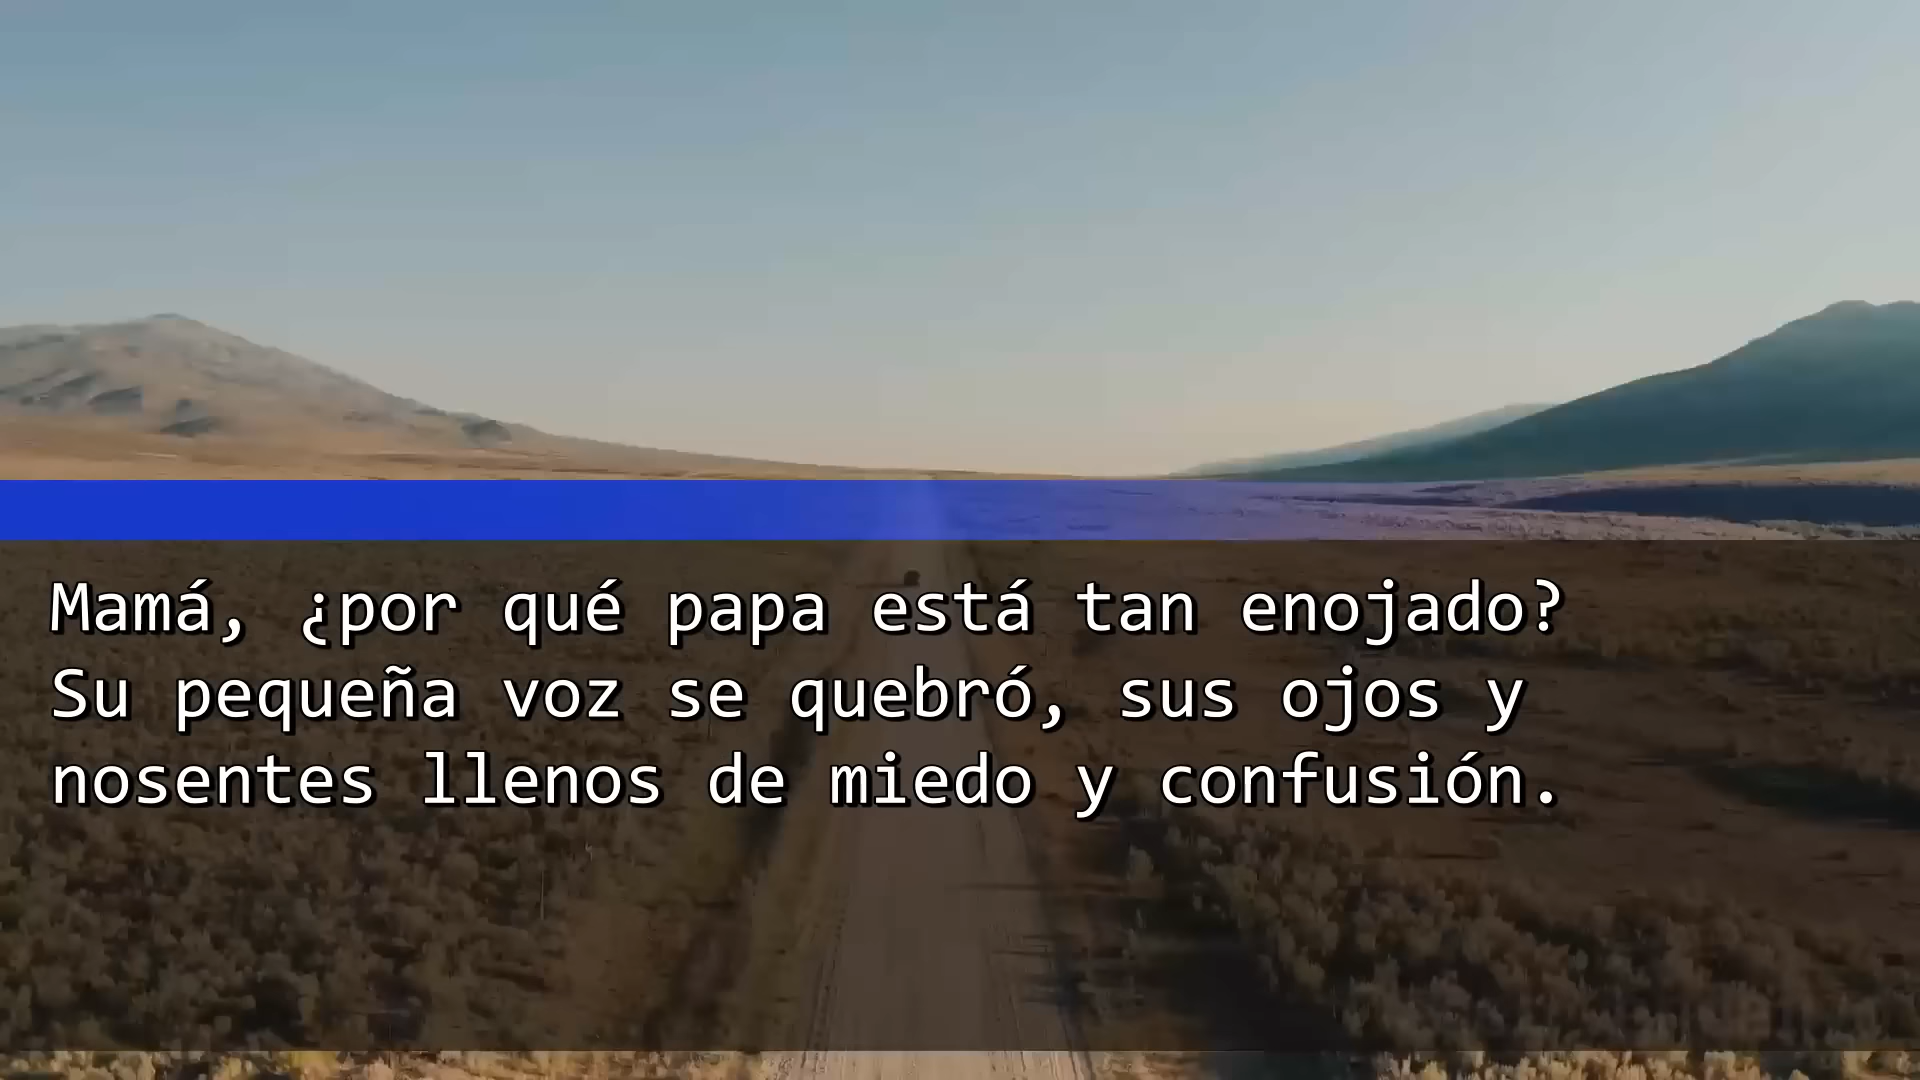 Mamá, ¿por qué papa está tan enojado?
Su pequeña voz se quebró, sus ojos y
nosentes llenos de miedo y confusión.